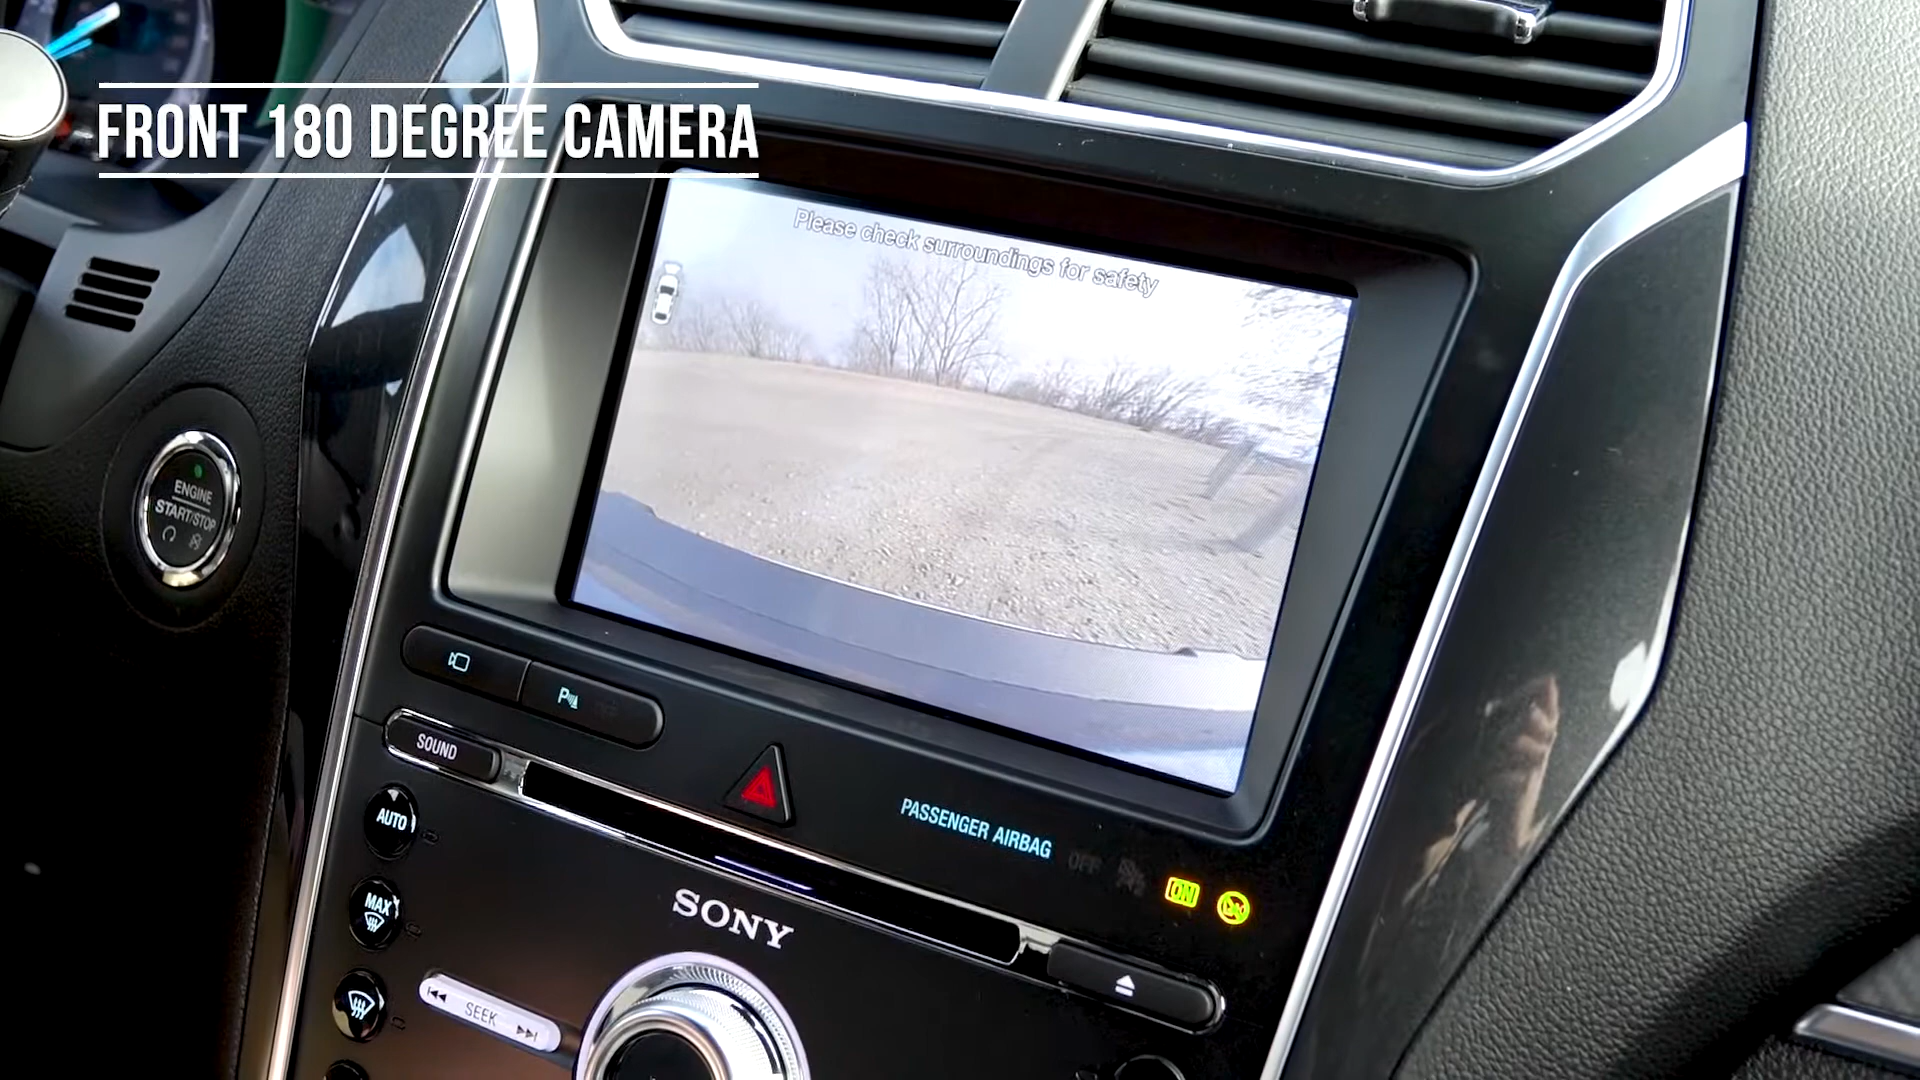 FRONT 180 DEGREE CAMERA
Please check surroundings for safety
ENGINE
START/STOP
P
SOUND
AUTO
PASSENGER AIRBAG OFF
ON
MAX
SONY
SEEK